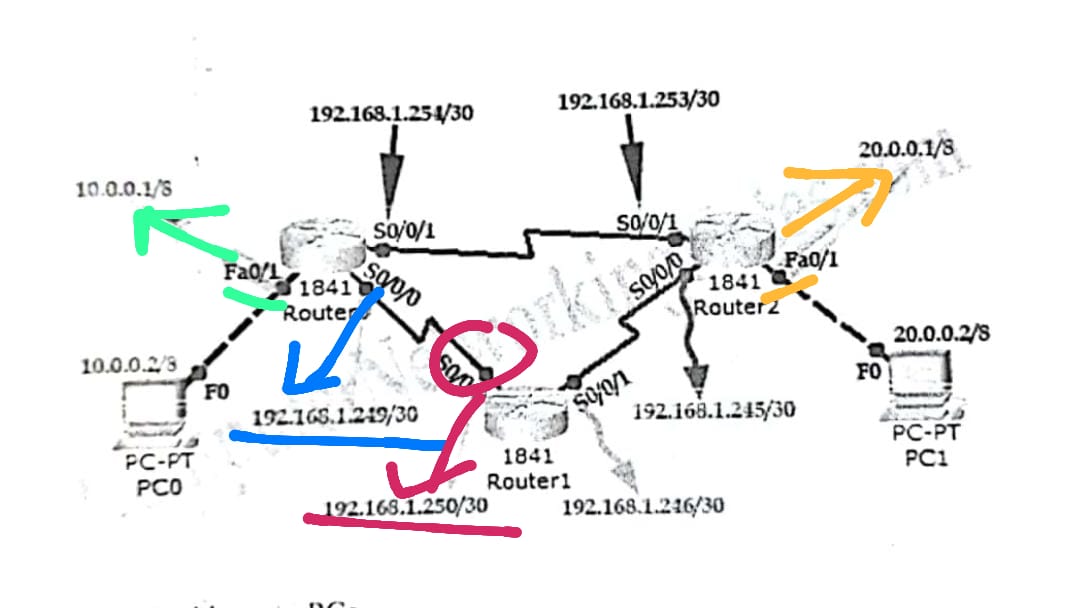 192.168.1.254/30
192.168.1.253/30
20.0.0.1/8
10.0.0.1/8
S0/0/1
S0/0/1
Fa0/1
S0/0/0
S0/0/0
Fa0/1
1841
Router
1841
Router2
10.0.0.2/8
F0
S0/0
S0/0/1
20.0.0.2/8
F0
192.168.1.249/30
192.168.1.245/30
PC-PT
PC0
1841
Router1
PC-PT
PC1
192.168.1.250/30
192.168.1.246/30